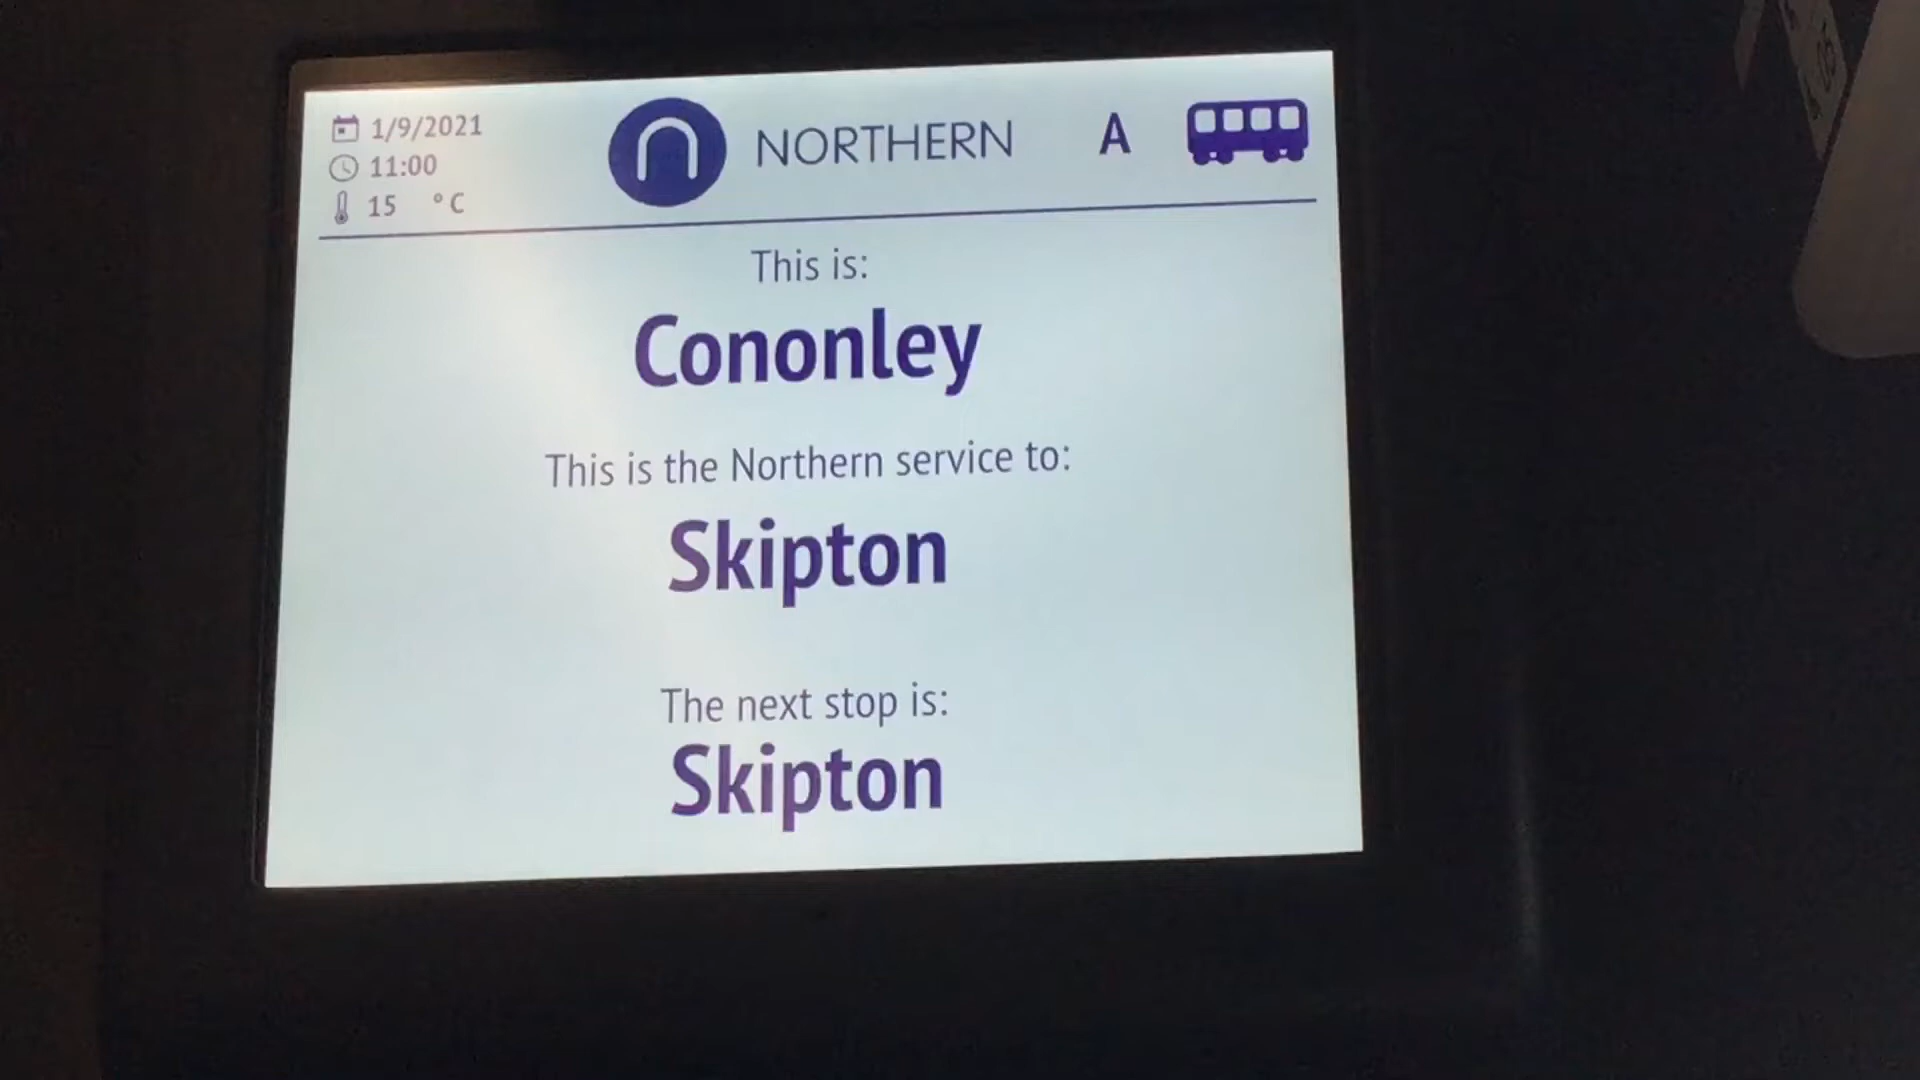 1/9/2021
11:00
15 °C
NORTHERN
A
This is:
Cononley
This is the Northern service to:
Skipton
The next stop is:
Skipton